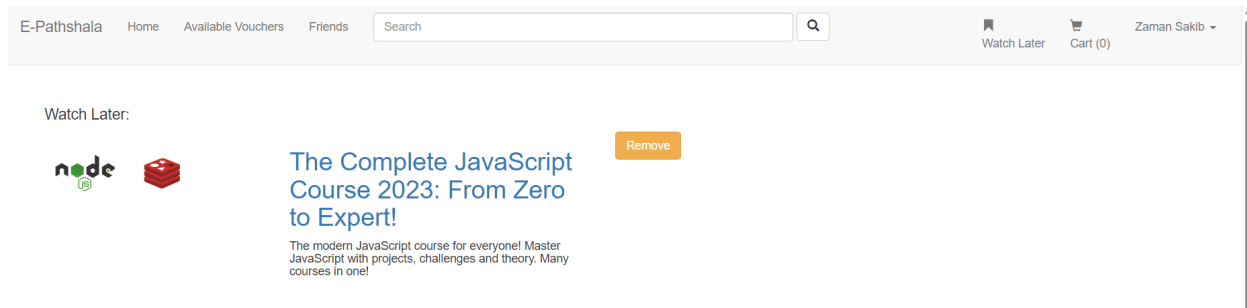 E-Pathshala Home Available Vouchers Friends Search Watch Later Cart (0) Zaman Sakib
Watch Later:
node
JS
The Complete JavaScript
Course 2023: From Zero
to Expert!
Remove
The modern JavaScript course for everyone! Master
JavaScript with projects, challenges and theory. Many
courses in one!